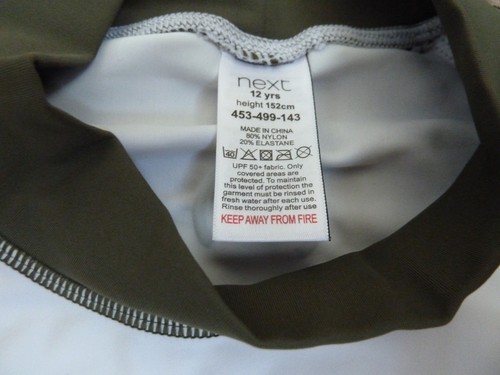 next
12 yrs
height 152cm
453-499-143
MADE IN CHINA
80% NYLON
20% ELASTANE
40
UPF 50+ fabric. Only
covered areas are
protected. To maintain
this level of protection the
garment must be rinsed in
fresh water after each use.
Rinse thoroughly after use
KEEP AWAY FROM FIRE